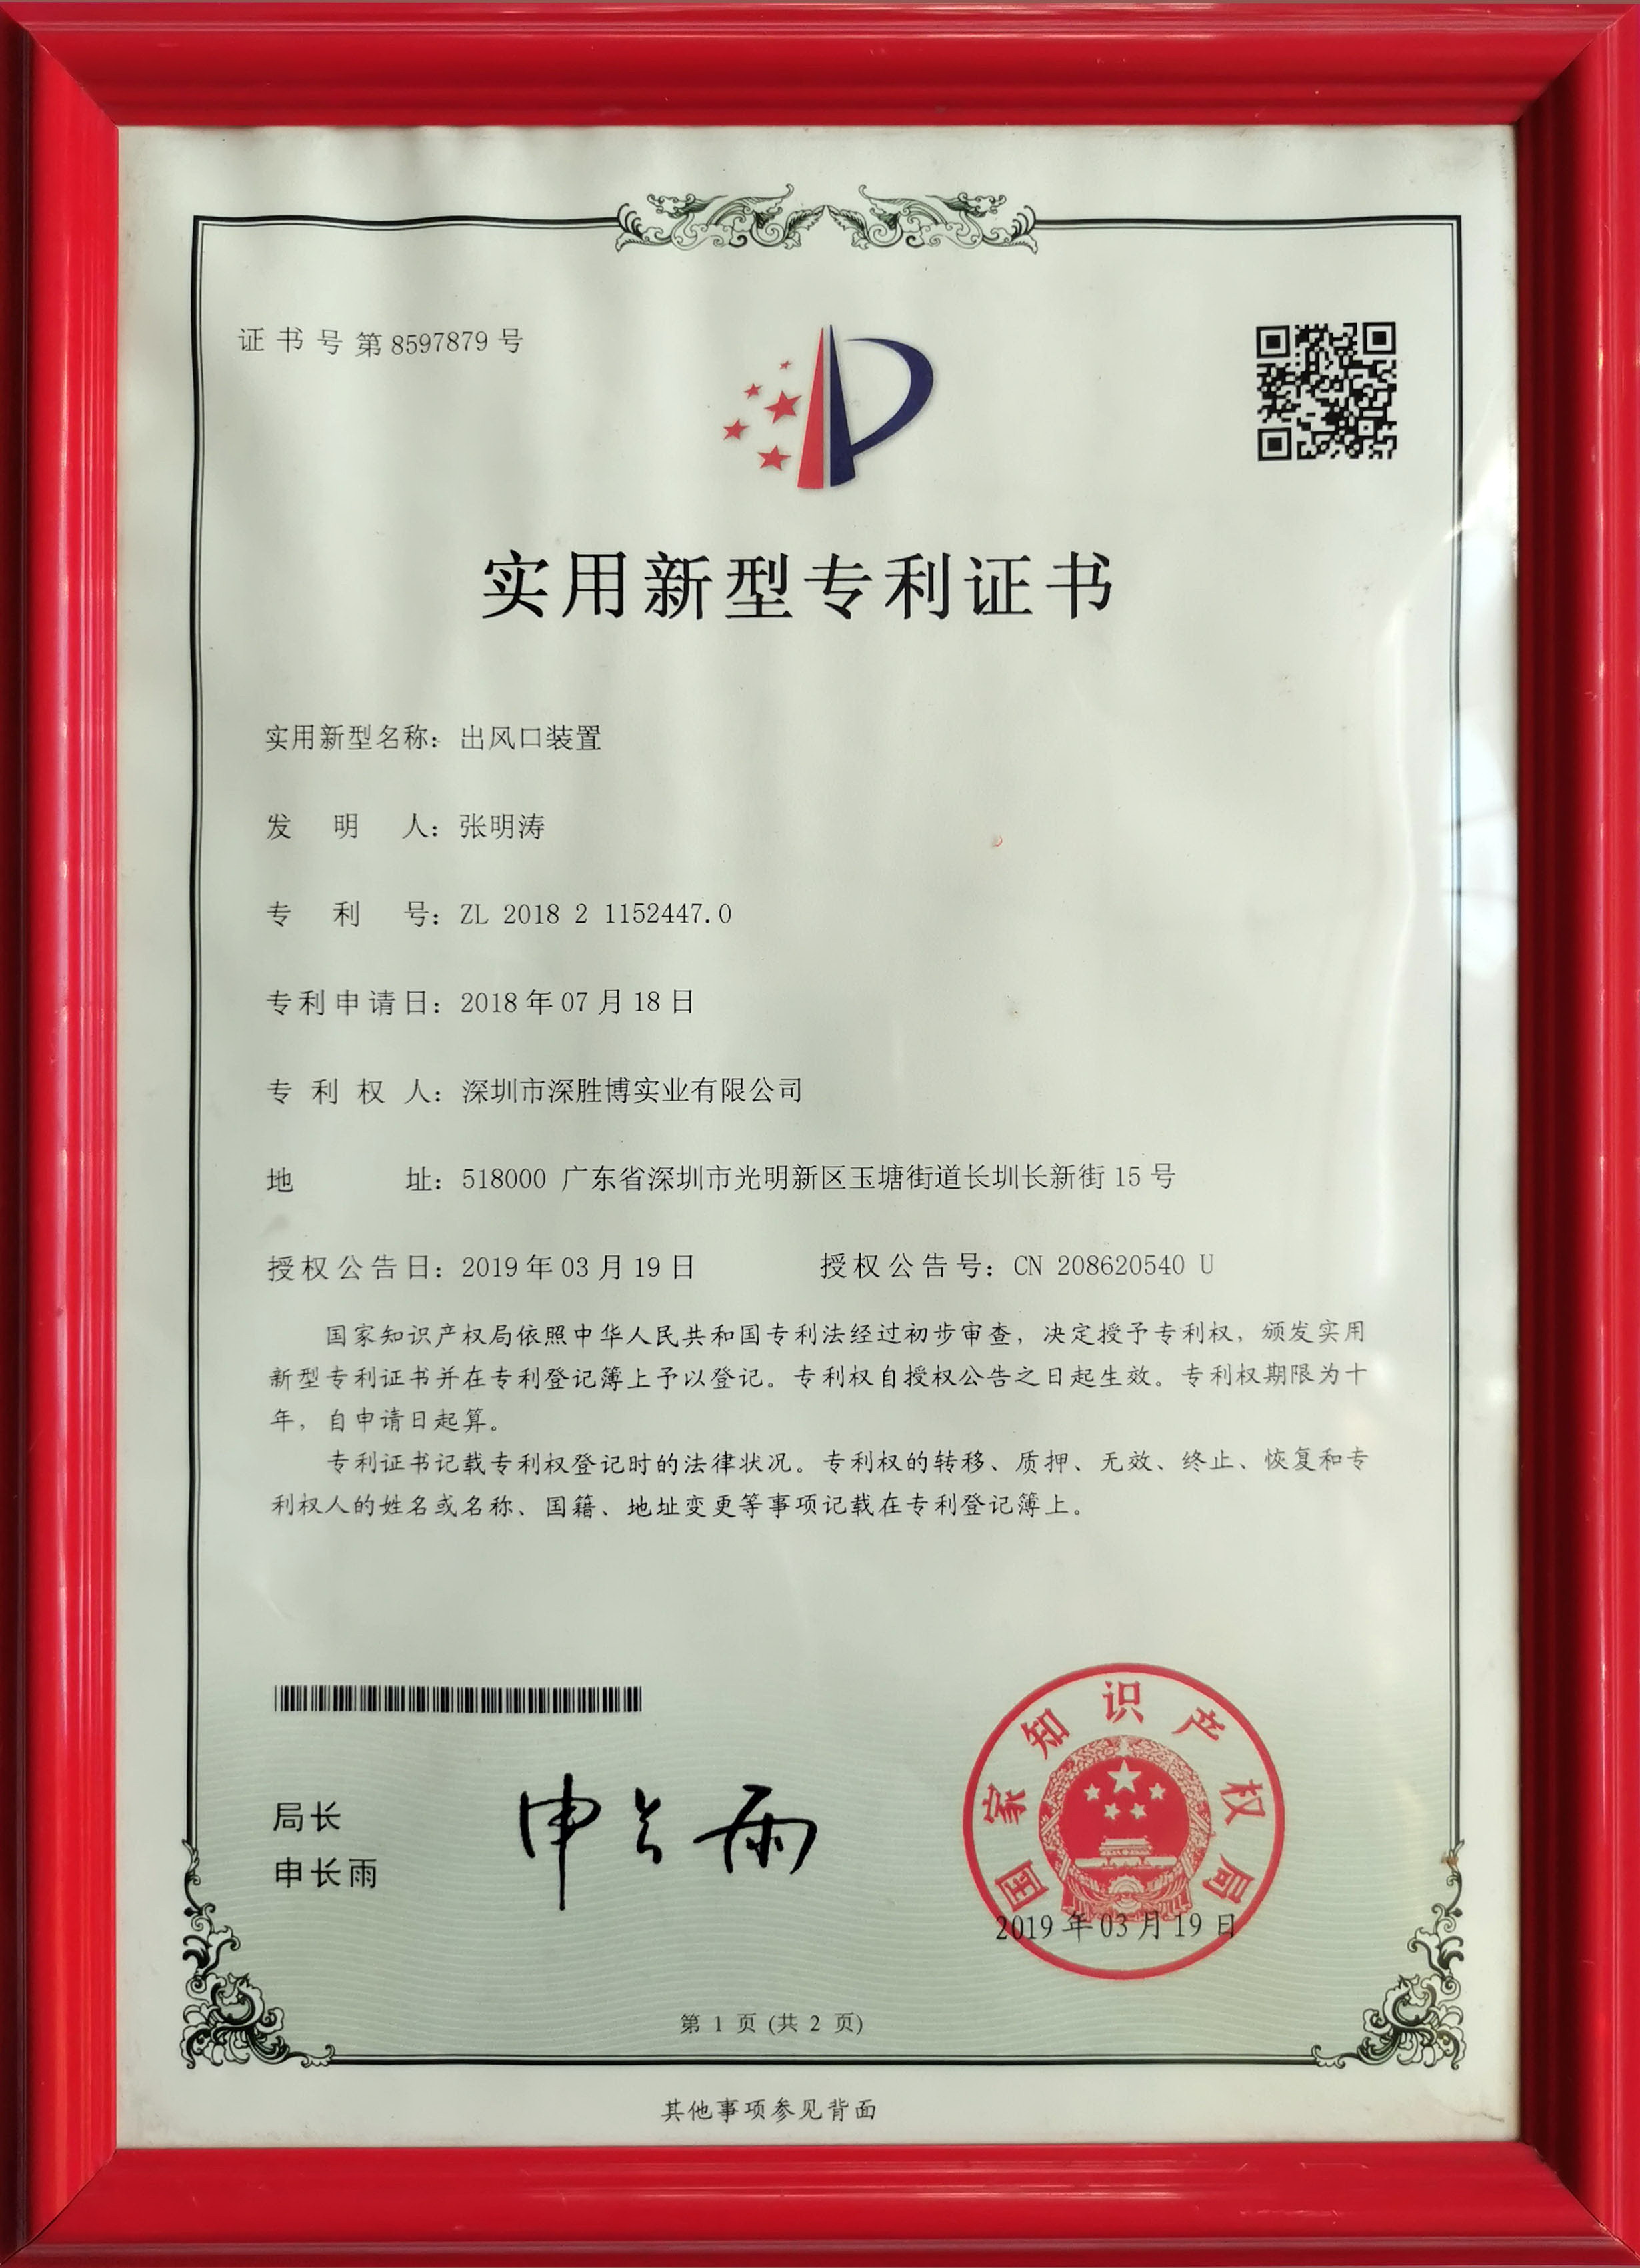 证书号第8597879号
实用新型专利证书
实用新型名称：出风口装置
发明人：张明涛
专利号：ZL 2018 2 1152447.0
专利申请日：2018年07月18日
专利权人：深圳市深胜博实业有限公司
地址：518000 广东省深圳市光明新区玉塘街道长圳长新街15号
授权公告日：2019年03月19日 授权公告号：CN 208620540 U
国家知识产权局依照中华人民共和国专利法经过初步审查，决定授予专利权，颁发实用
新型专利证书并在专利登记簿上予以登记。专利权自授权公告之日起生效。专利权期限为十
年，自申请日起算。
专利证书记载专利权登记时的法律状况。专利权的转移、质押、无效、终止、恢复和专
利权人的姓名或名称、国籍、地址变更等事项记载在专利登记簿上。
局长
申长雨
申长雨
国家知识产权局
2019年03月19日
第 1 页 (共 2 页)
其他事项参见背面